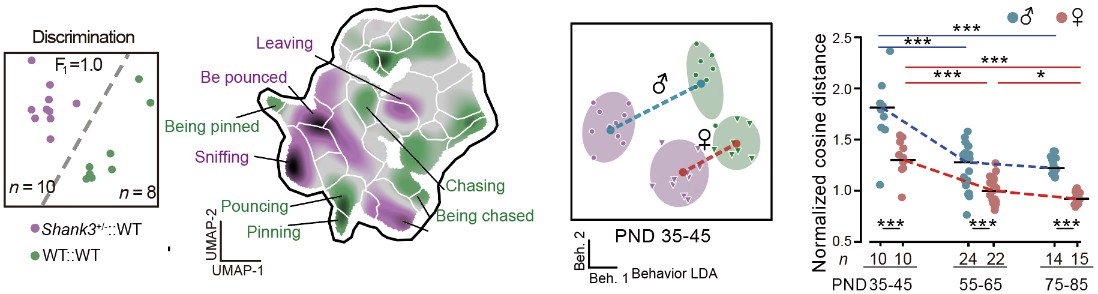 Discrimination
F1=1.0
n = 10
n = 8
Shank3+/-::WT
WT::WT
Leaving
Be pounced
Being pinned
Sniffing
Pouncing
Pinning
Chasing
Being chased
UMAP-2
UMAP-1
♂
♀
PND 35-45
Beh. 2
Beh. 1
Behavior LDA
♂ ♀
***
***
***
***
*
Normalized cosine distance
2.5
2.0
1.5
1.0
0.5
*** *** ***
n 10 10 24 22 14 15
PND 35-45 55-65 75-85